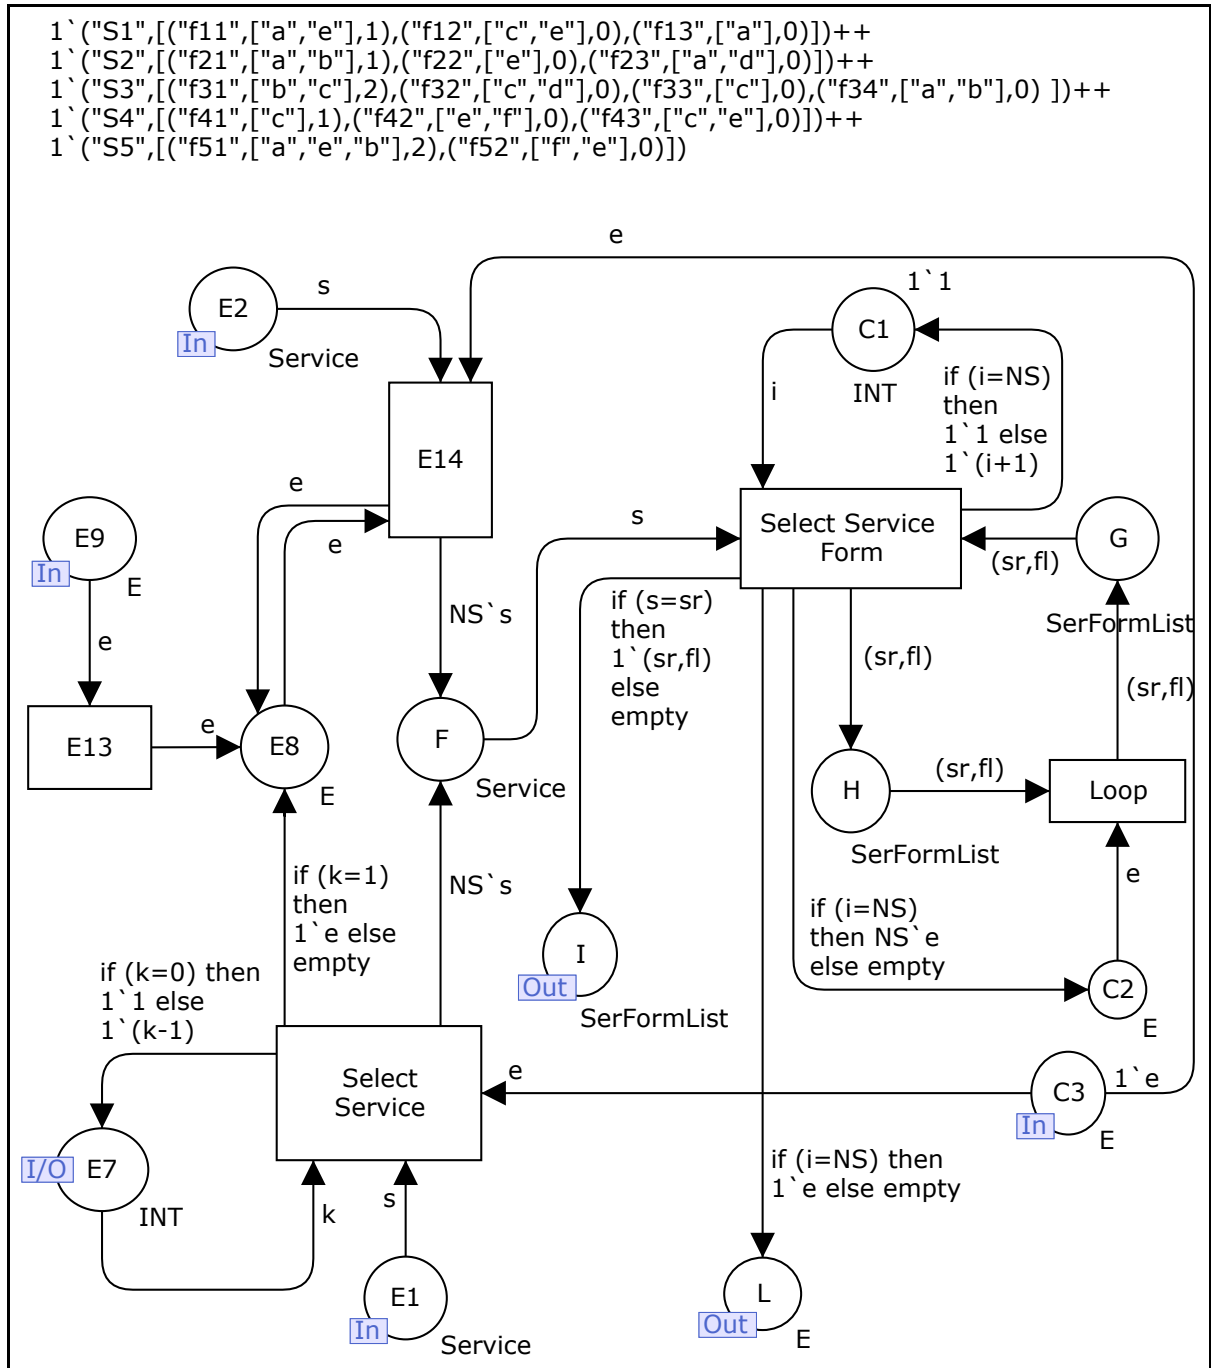 1`("S1",[("f11",["a","e"],1),("f12",["c","e"],0),("f13",["a"],0)])++
1`("S2",[("f21",["a","b"],1),("f22",["e"],0),("f23",["a","d"],0)])++
1`("S3",[("f31",["b","c"],2),("f32",["c","d"],0),("f33",["c"],0),("f34",["a","b"],0) ])++
1`("S4",[("f41",["c"],1),("f42",["e","f"],0),("f43",["c","e"],0)])++
1`("S5",[("f51",["a","e","b"],2),("f52",["f","e"],0)])
e
E2
In
s
Service
1`1
C1
INT
i
if (i=NS)
then
1`1 else
1`(i+1)
E14
e
e
E9
In
E
e
s
Select Service
Form
G
(sr,fl)
SerFormList
NS`s
if (s=sr)
then
1`(sr,fl)
else
empty
(sr,fl)
(sr,fl)
E13
e
E8
E
F
Service
H
SerFormList
(sr,fl)
Loop
e
if (k=1)
then
1`e else
empty
NS`s
if (i=NS)
then NS`e
else empty
I
Out
SerFormList
C2
E
if (k=0) then
1`1 else
1`(k-1)
Select
Service
e
C3
In
E
1`e
E7
I/O
INT
k
s
if (i=NS) then
1`e else empty
E1
In
Service
L
Out
E